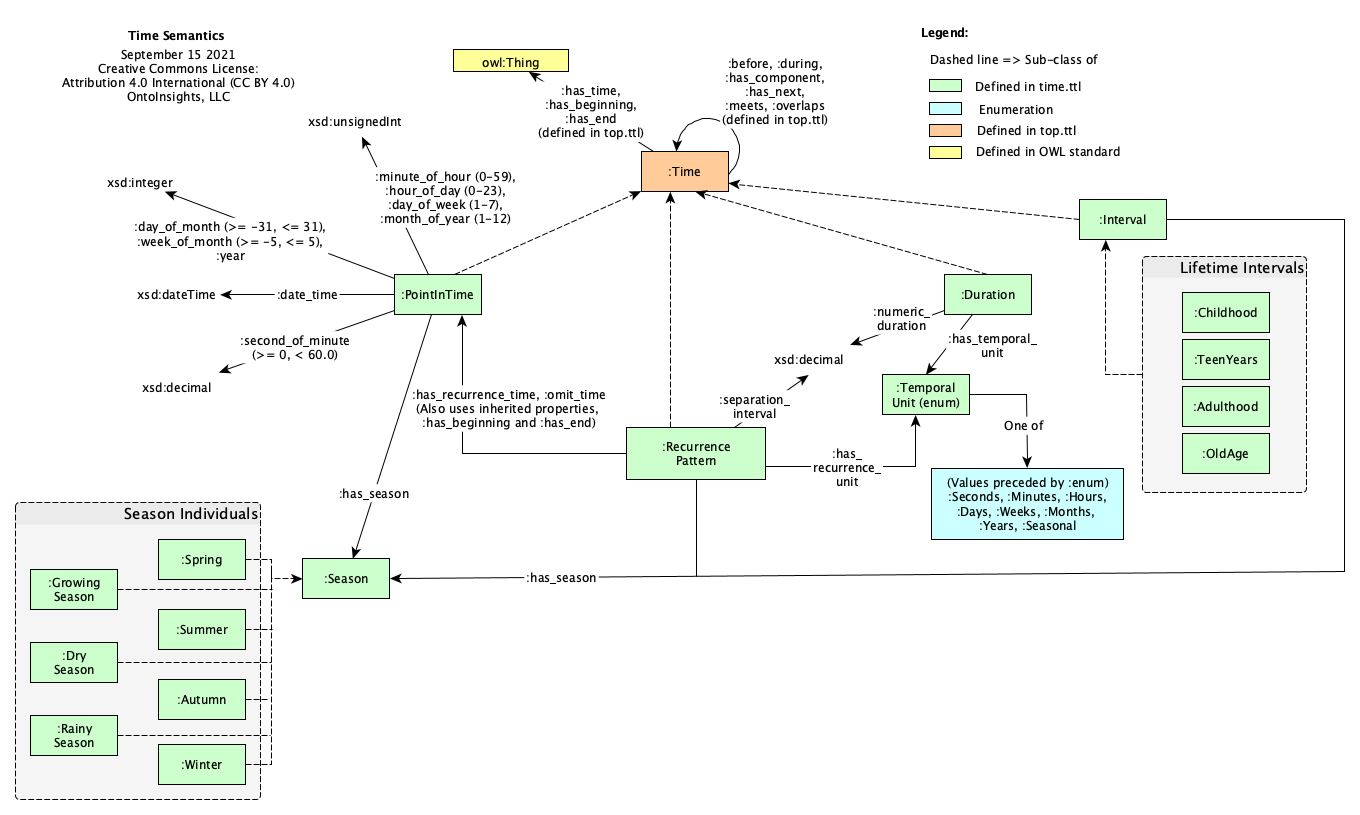 Time Semantics
September 15 2021
Creative Commons License:
Attribution 4.0 International (CC BY 4.0)
OntoInsights, LLC
owl:Thing
:has_time,
:has_beginning,
:has_end
(defined in top.ttl)
:before, :during,
:has_component,
:has_next,
:meets, :overlaps
(defined in top.ttl)
Legend:
Dashed line => Sub-class of
Defined in time.ttl
Enumeration
Defined in top.ttl
Defined in OWL standard
:Time
xsd:unsignedInt
:minute_of_hour (0-59),
:hour_of_day (0-23),
:day_of_week (1-7),
:month_of_year (1-12)
xsd:integer
:day_of_month (>= -31, <= 31),
:week_of_month (>= -5, <= 5),
:year
xsd:dateTime
:date_time
:PointInTime
:second_of_minute
(>= 0, < 60.0)
xsd:decimal
:Interval
Lifetime Intervals
:Childhood
:TeenYears
:Adulthood
:OldAge
:Duration
:numeric_
duration
:has_temporal_
unit
xsd:decimal
:Temporal
Unit (enum)
:separation_
interval
:has_recurrence_time, :omit_time
(Also uses inherited properties,
:has_beginning and :has_end)
:Recurrence
Pattern
:has_
recurrence_
unit
One of
(Values preceded by :enum)
:Seconds, :Minutes, :Hours,
:Days, :Weeks, :Months,
:Years, :Seasonal
:has_season
Season Individuals
:Spring
:Growing
Season
:Summer
:Dry
Season
:Autumn
:Rainy
Season
:Winter
:Season
:has_season